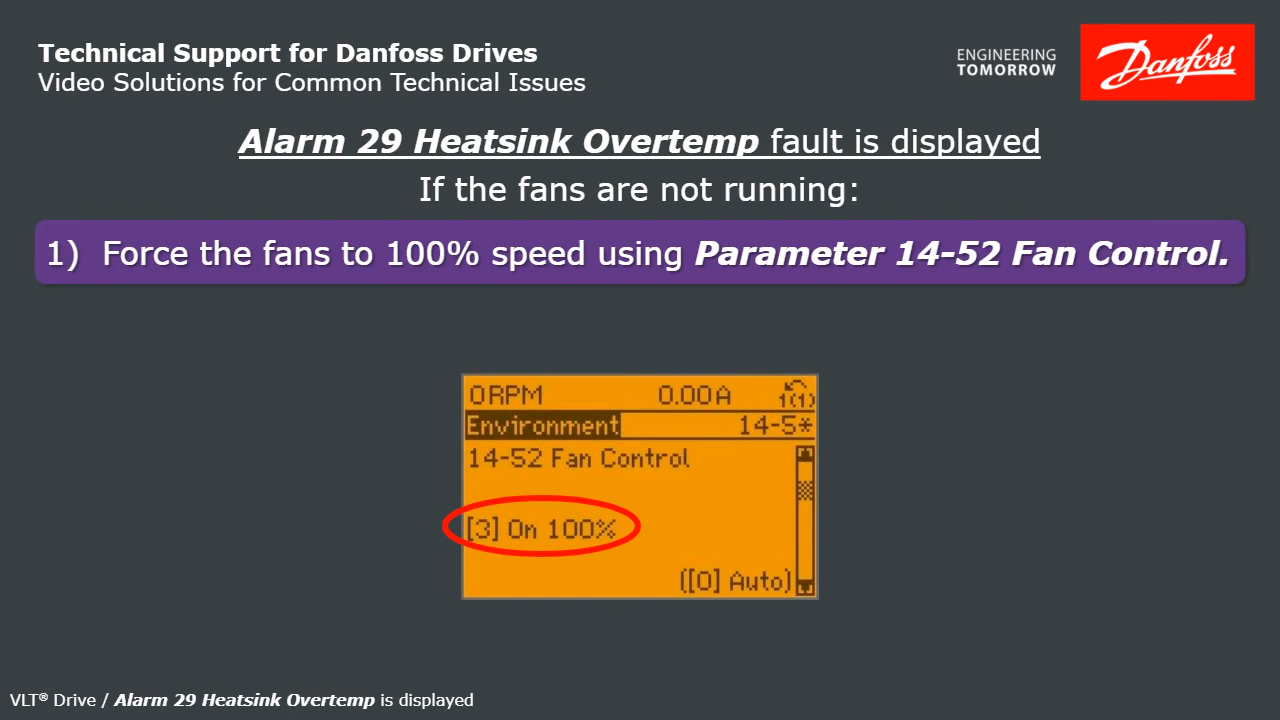 Technical Support for Danfoss Drives
Video Solutions for Common Technical Issues
ENGINEERING
TOMORROW
Danfoss
Alarm 29 Heatsink Overtemp fault is displayed
If the fans are not running:
1) Force the fans to 100% speed using Parameter 14-52 Fan Control.
0RPM 0.00A 1(1)
Environment 14-5*
14-52 Fan Control
[3] On 100%
([0] Auto)
VLT® Drive / Alarm 29 Heatsink Overtemp is displayed